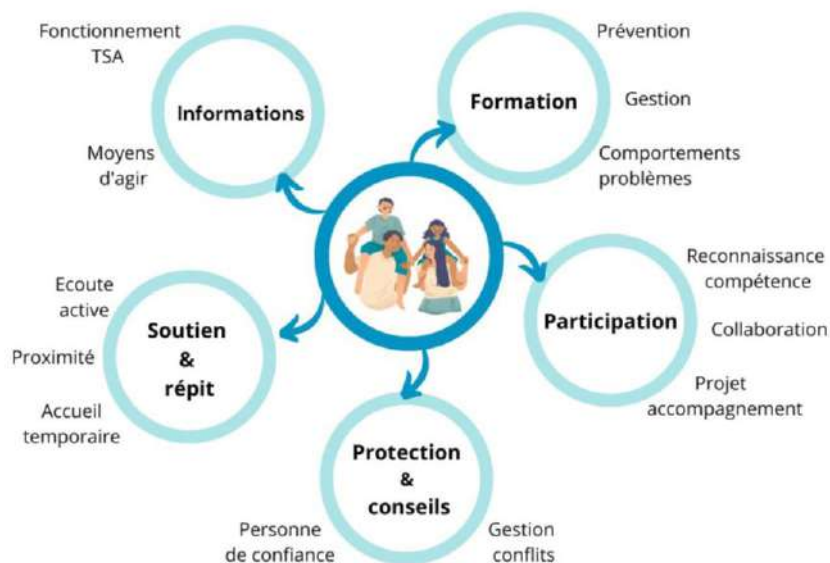 Fonctionnement
TSA
Informations
Moyens
d'agir
Prévention
Formation
Gestion
Comportements
problèmes
Reconnaissance
compétence
Participation
Collaboration
Projet
accompagnement
Ecoute
active
Soutien
&
répit
Proximité
Accueil
temporaire
Protection
&
conseils
Personne
de confiance
Gestion
conflits